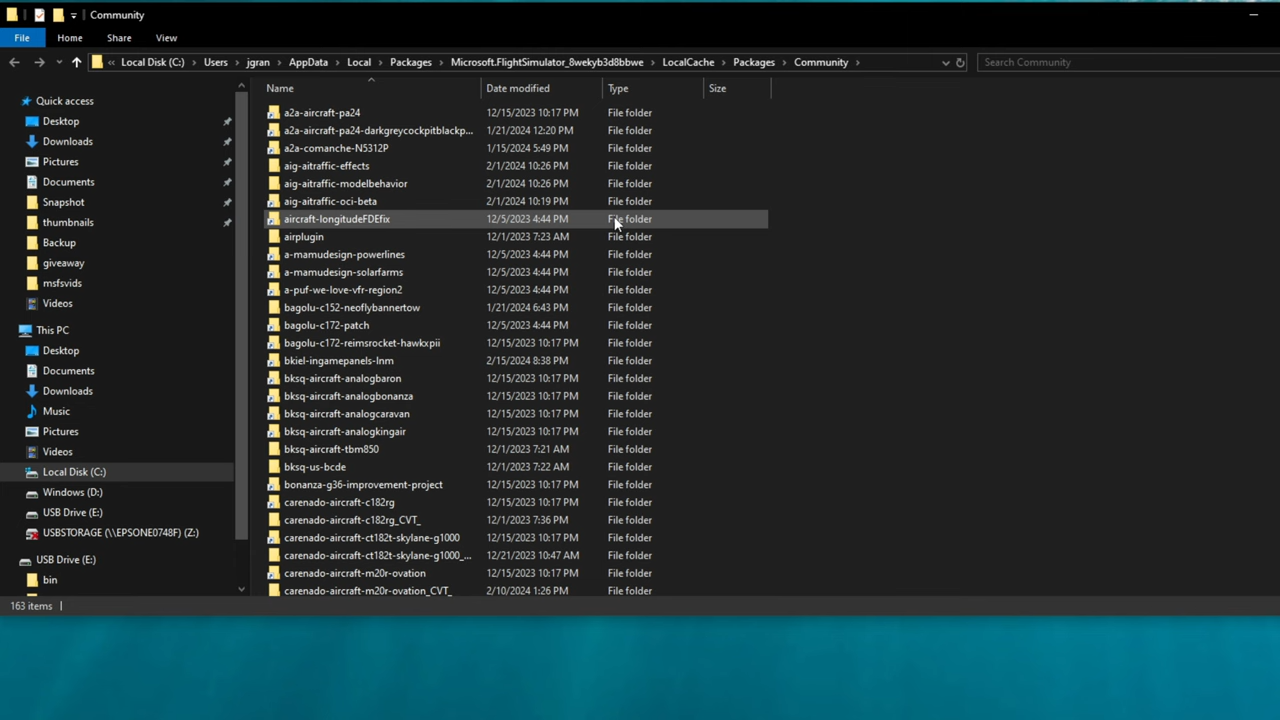 Community
File Home Share View
Local Disk (C:) Users jgran AppData Local Packages Microsoft.FlightSimulator_8wekyb3d8bbwe LocalCache Packages Community Search Community
Name Date modified Type Size
Quick access
Desktop
Downloads
Pictures
Documents
Snapshot
thumbnails
Backup
giveaway
msfsvids
Videos
This PC
Desktop
Documents
Downloads
Music
Pictures
Videos
Local Disk (C:)
Windows (D:)
USB Drive (E:)
USBSTORAGE (\\EPSONE0748F) (Z:)
USB Drive (E:)
bin
a2a-aircraft-pa24 12/15/2023 10:17 PM File folder
a2a-aircraft-pa24-darkgreycockpitblackp... 1/21/2024 12:20 PM File folder
a2a-comanche-N5312P 1/15/2024 5:49 PM File folder
aig-aitraffic-effects 2/1/2024 10:26 PM File folder
aig-aitraffic-modelbehavior 2/1/2024 10:26 PM File folder
aig-aitraffic-oci-beta 2/1/2024 10:19 PM File folder
aircraft-longitudeFDEfix 12/5/2023 4:44 PM File folder
airplugin 12/1/2023 7:23 AM File folder
a-mamudesign-powerlines 12/5/2023 4:44 PM File folder
a-mamudesign-solarfarms 12/5/2023 4:44 PM File folder
a-puf-we-love-vfr-region2 12/5/2023 4:44 PM File folder
bagolu-c152-neoflybannertow 1/21/2024 6:43 PM File folder
bagolu-c172-patch 12/5/2023 4:44 PM File folder
bagolu-c172-reimsrocket-hawkxpii 12/15/2023 10:17 PM File folder
bkiel-ingamepanels-lnm 2/15/2024 8:38 PM File folder
bksq-aircraft-analogbaron 12/15/2023 10:17 PM File folder
bksq-aircraft-analogbonanza 12/15/2023 10:17 PM File folder
bksq-aircraft-analogcaravan 12/15/2023 10:17 PM File folder
bksq-aircraft-analogkingair 12/15/2023 10:17 PM File folder
bksq-aircraft-tbm850 12/1/2023 7:21 AM File folder
bksq-us-bcde 12/1/2023 7:22 AM File folder
bonanza-g36-improvement-project 12/15/2023 10:17 PM File folder
carenado-aircraft-c182rg 12/15/2023 10:17 PM File folder
carenado-aircraft-c182rg_CVT_ 12/1/2023 7:36 PM File folder
carenado-aircraft-ct182t-skylane-g1000 12/15/2023 10:17 PM File folder
carenado-aircraft-ct182t-skylane-g1000_... 12/21/2023 10:47 AM File folder
carenado-aircraft-m20r-ovation 12/15/2023 10:17 PM File folder
carenado-aircraft-m20r-ovation_CVT_ 2/10/2024 1:26 PM File folder
163 items